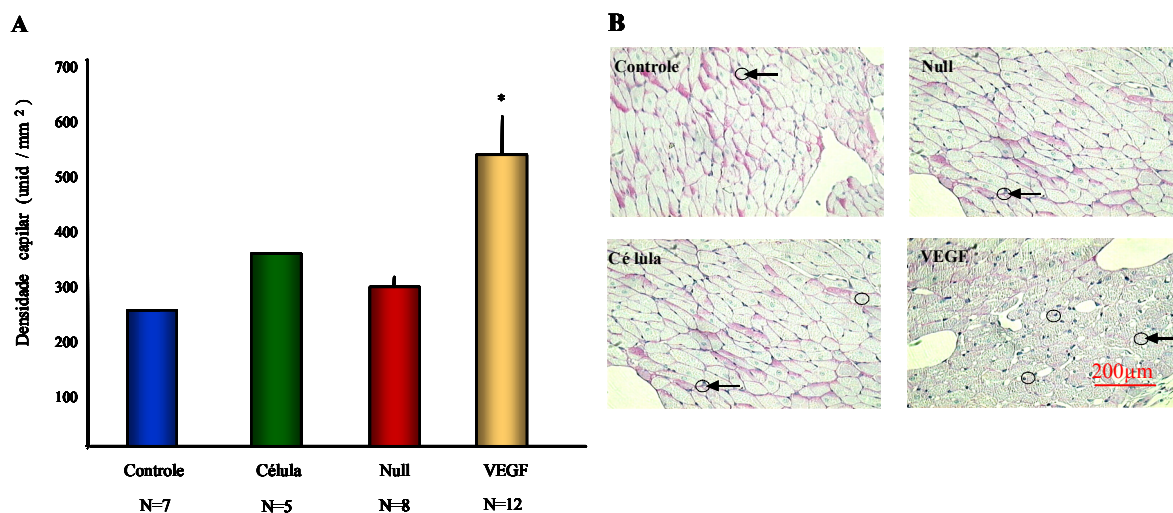 A
Densidade capilar (unid / mm ²)
700
600
500
400
300
200
100
*
Controle
Célula
Null
VEGF
N=7
N=5
N=8
N=12
B
Controle
Null
Cé lula
VEGF
200µm